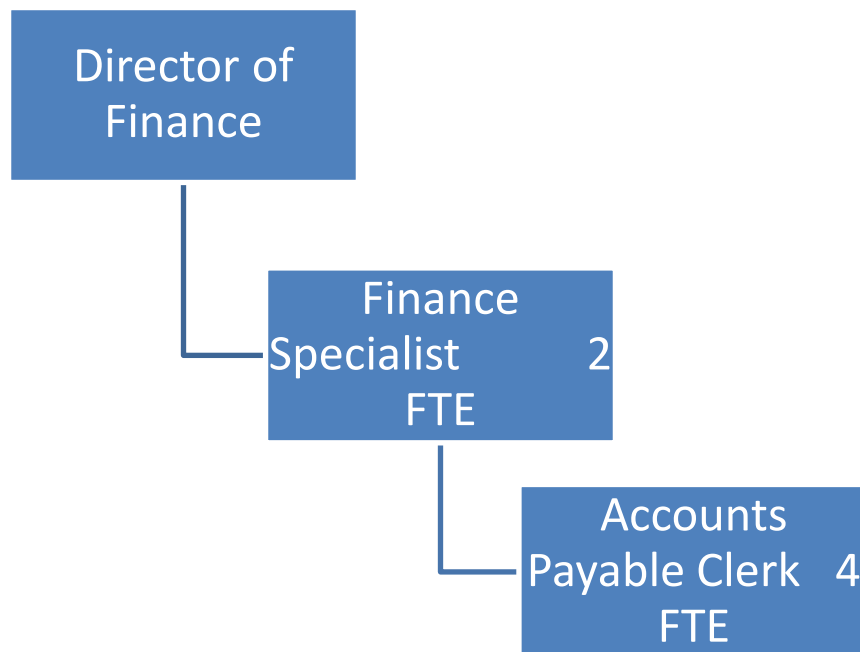 Director of
Finance
Finance
Specialist 2
FTE
Accounts
Payable Clerk 4
FTE